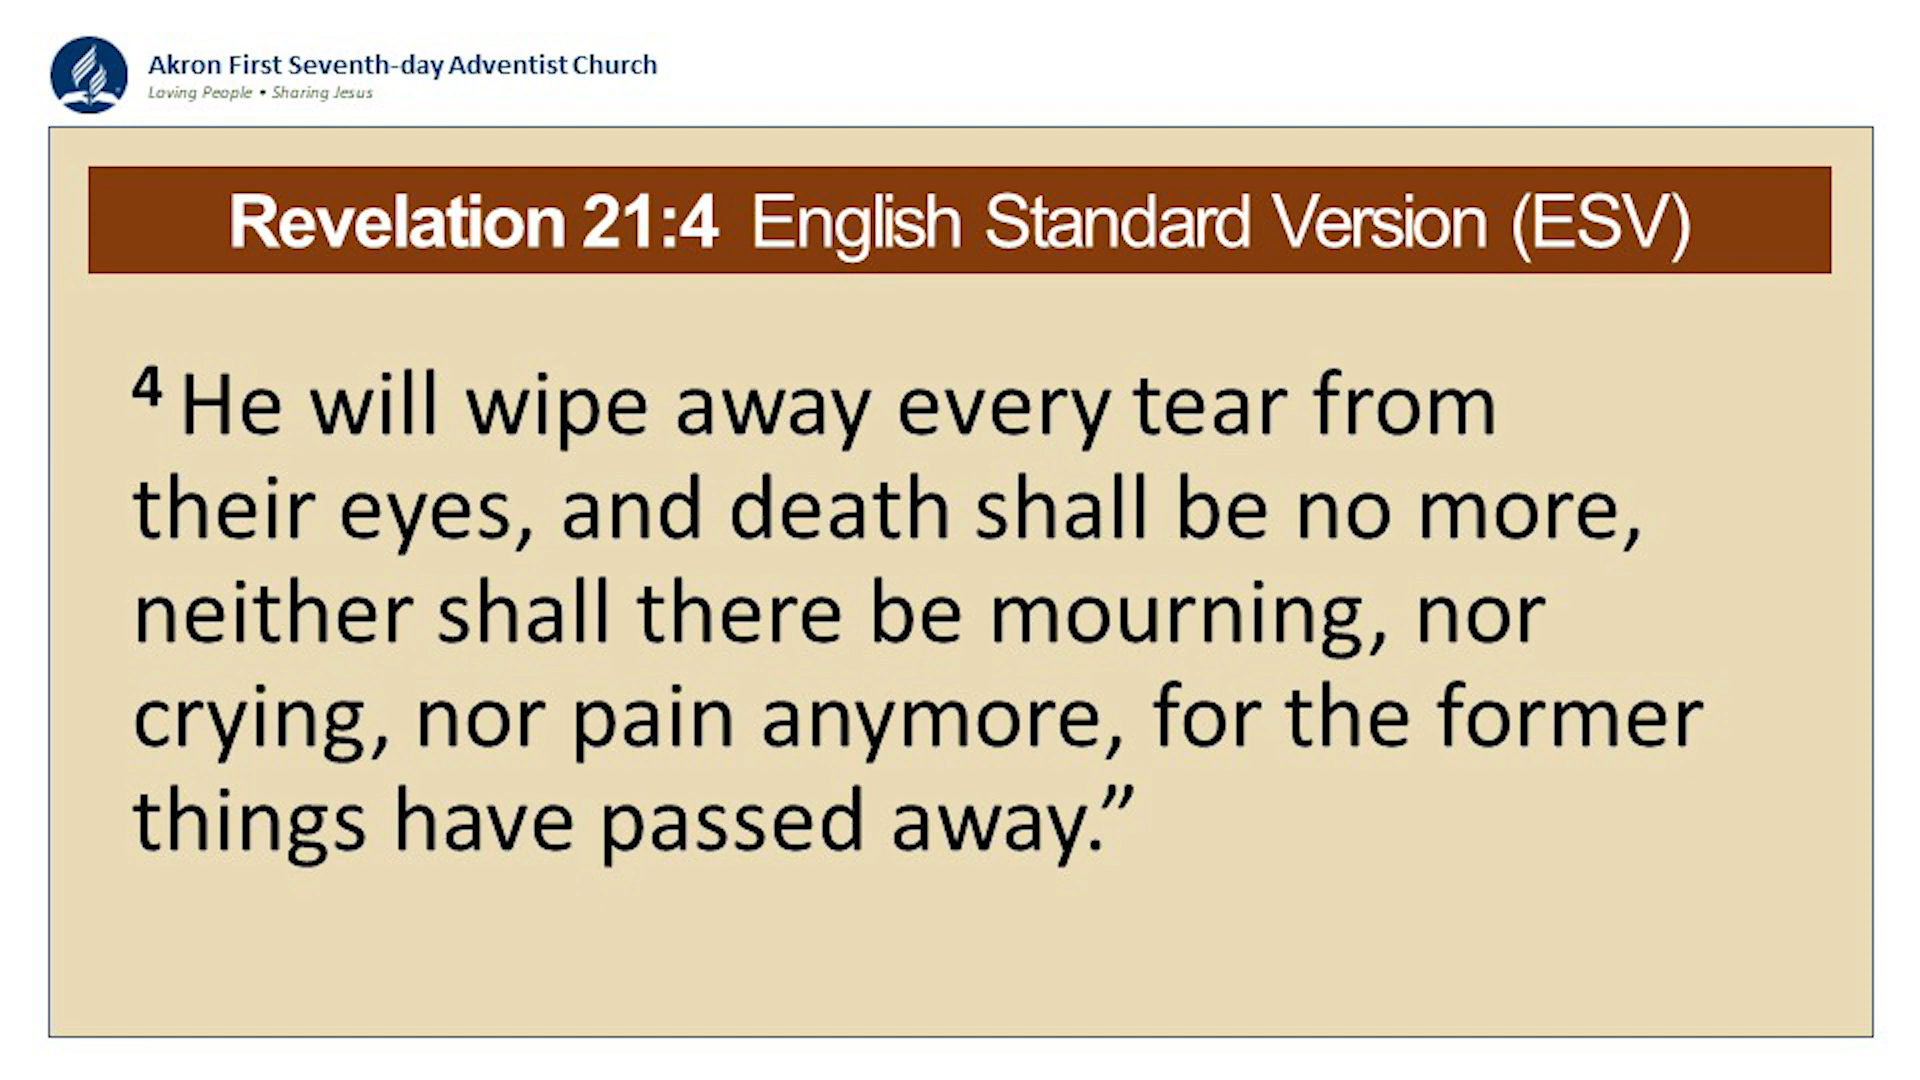 Akron First Seventh-day Adventist Church
Loving People • Sharing Jesus
Revelation 21:4 English Standard Version (ESV)
4 He will wipe away every tear from
their eyes, and death shall be no more,
neither shall there be mourning, nor
crying, nor pain anymore, for the former
things have passed away.”